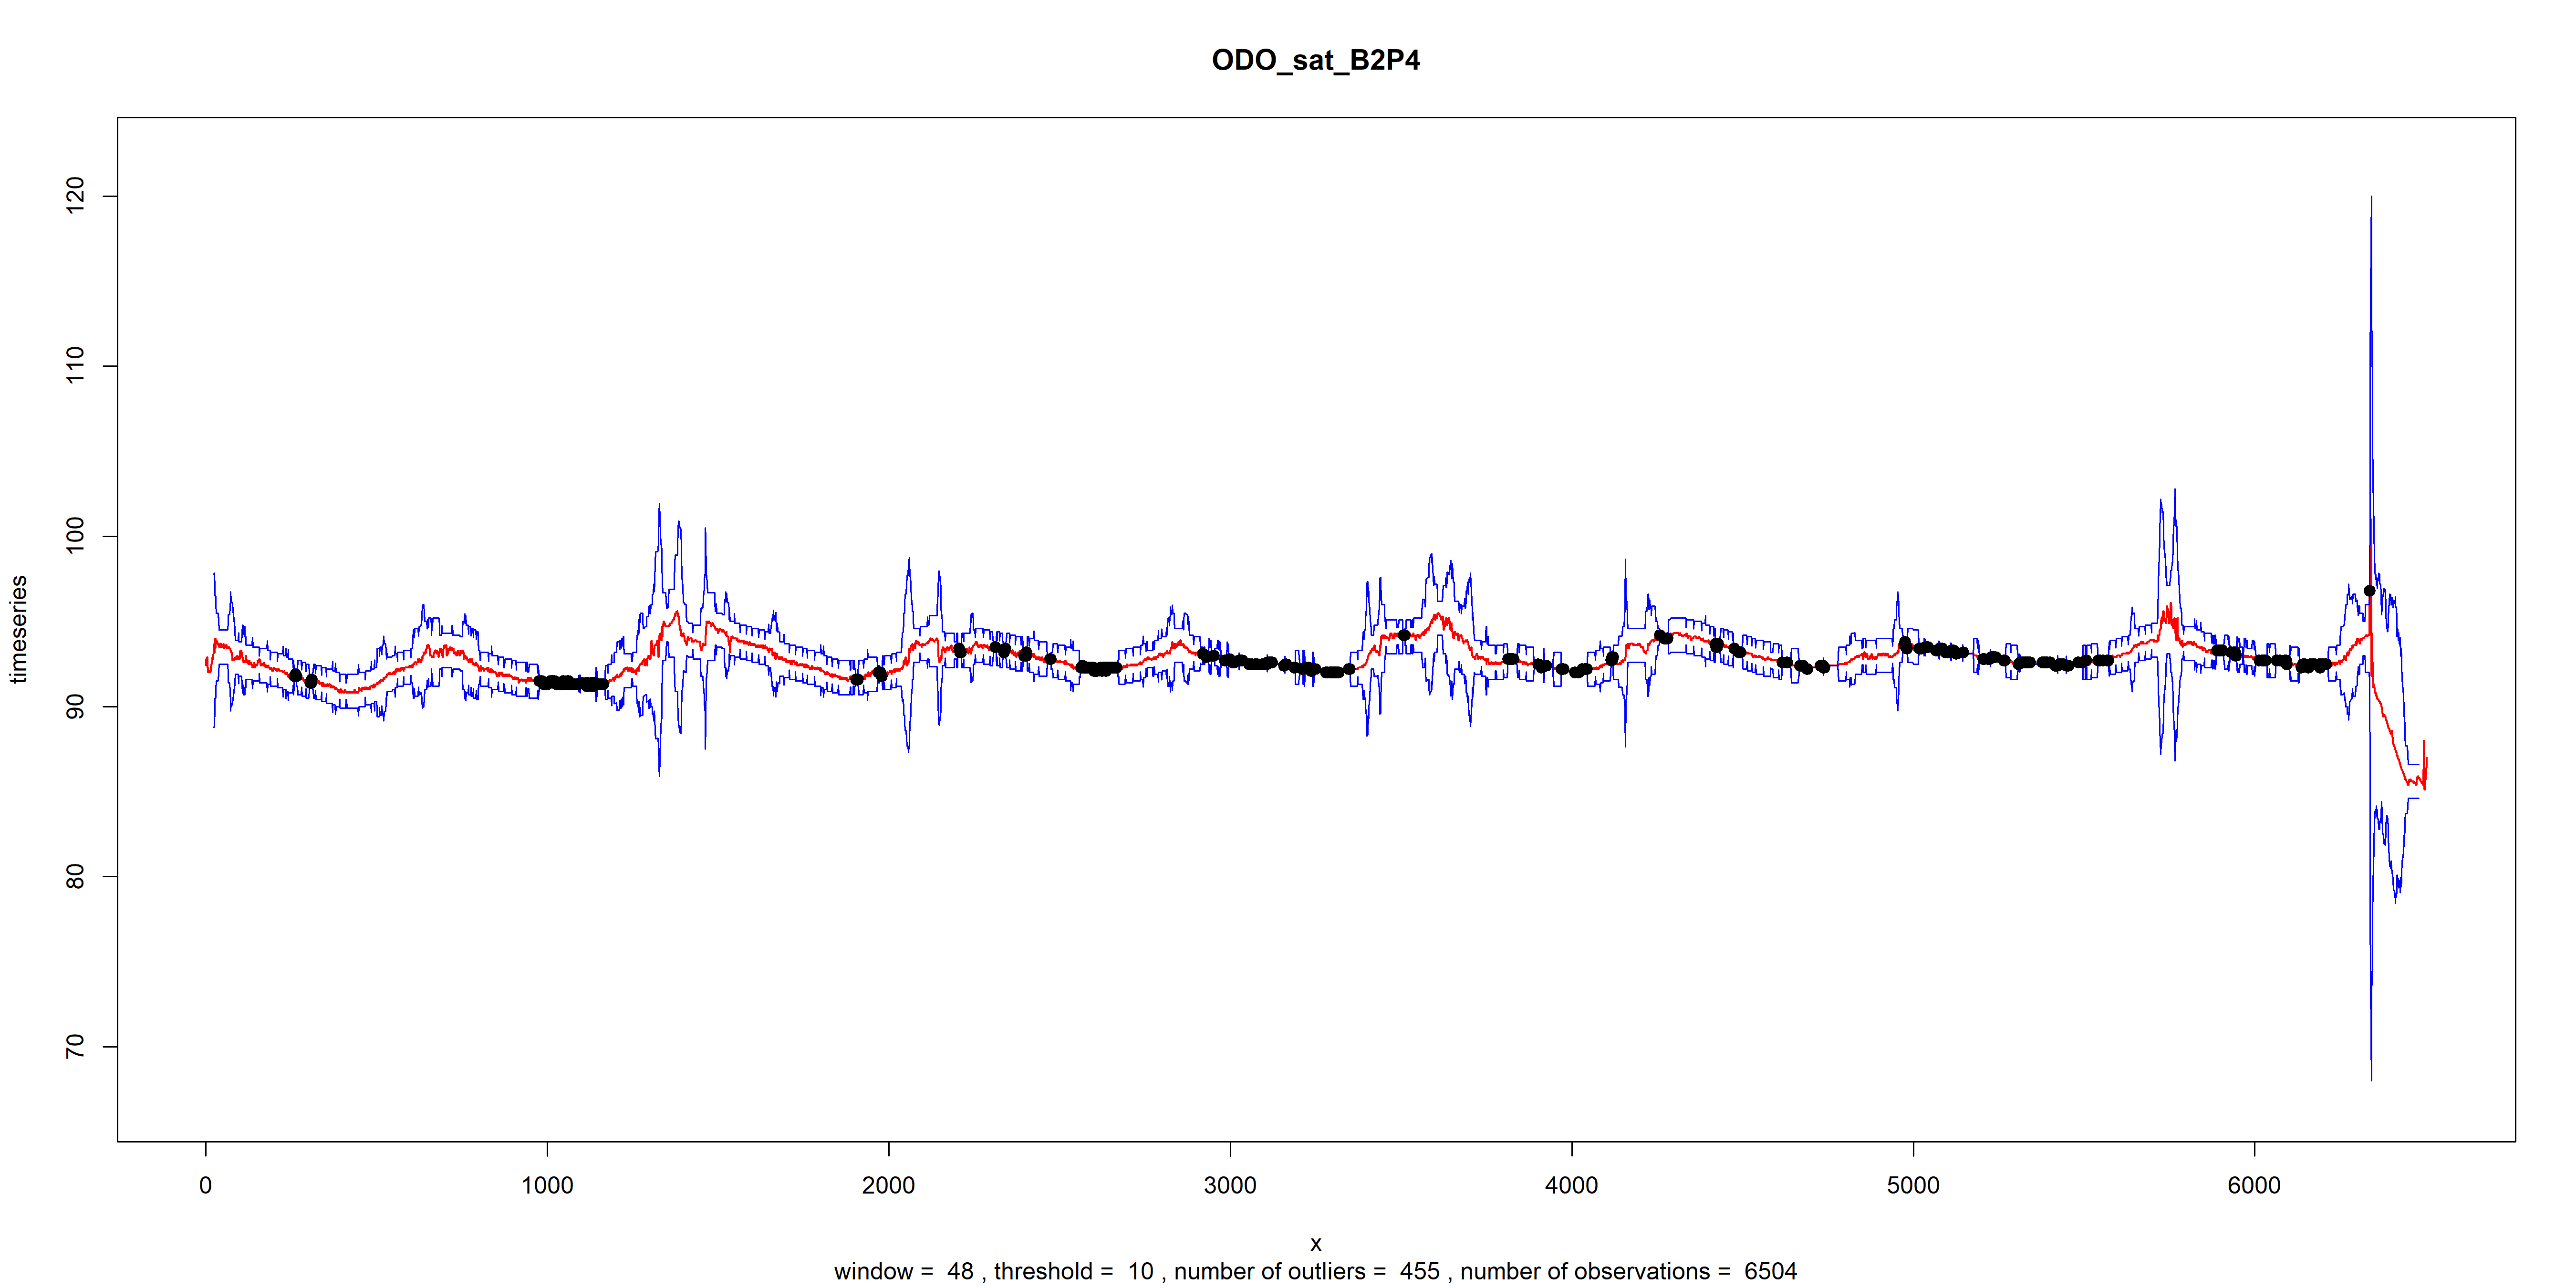 ODO_sat_B2P4
timeseries
120
110
100
90
80
70
0 1000 2000 3000 4000 5000 6000
x
window =  48 , threshold =  10 , number of outliers =  455 , number of observations =  6504